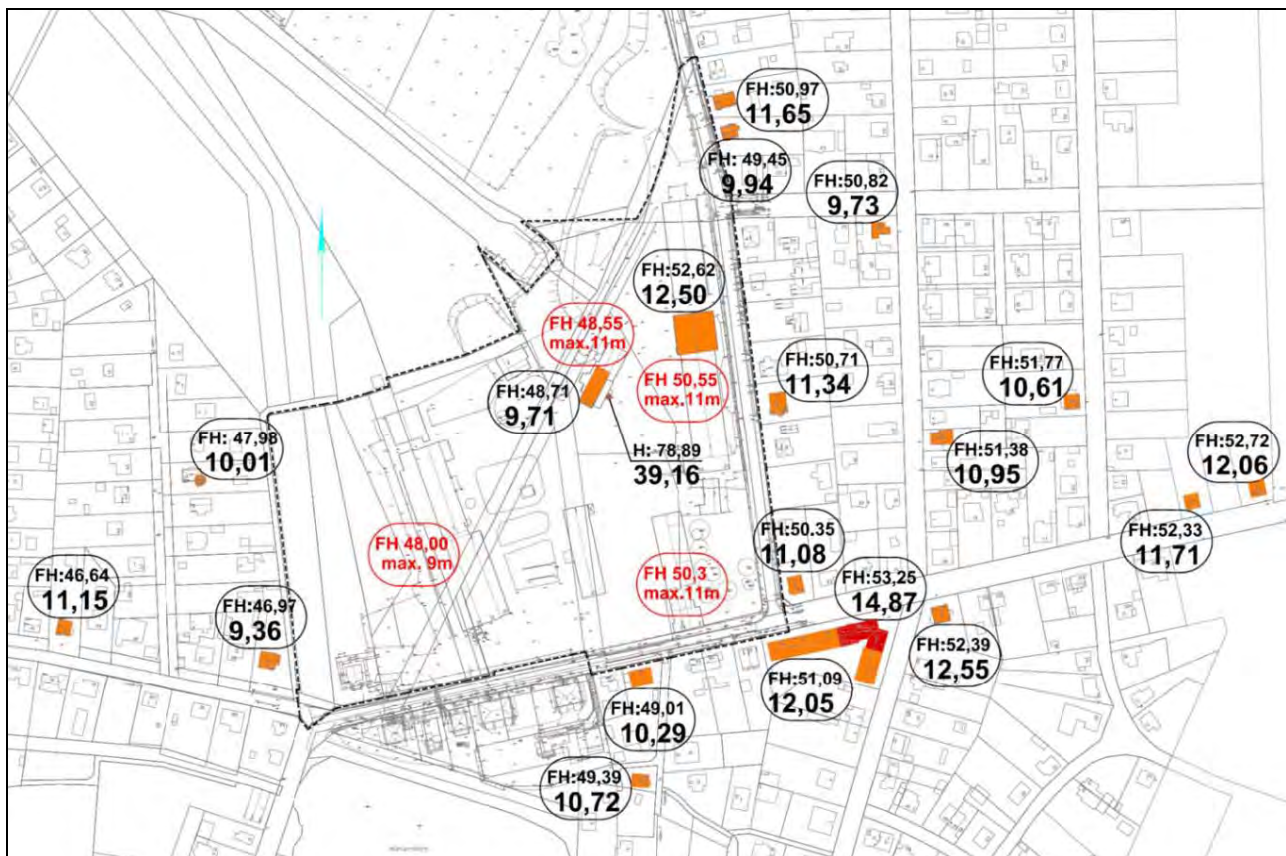 FH:50,97
11,65
FH: 49,45
9,94
FH:50,82
9,73
FH:52,62
12,50
FH 48,55
max.11m
FH:50,71
11,34
FH:51,77
10,61
FH 50,55
max.11m
FH:48,71
9,71
FH: 47,98
10,01
H: 78,89
39,16
FH:51,38
10,95
FH:52,72
12,06
FH:52,33
11,71
FH 48,00
max. 9m
FH:50.35
11,08
FH:46,64
11,15
FH 50,3
max.11m
FH:53,25
14,87
FH:46,97
9,36
FH:52,39
12,55
FH:51,09
12,05
FH:49,01
10,29
FH:49,39
10,72